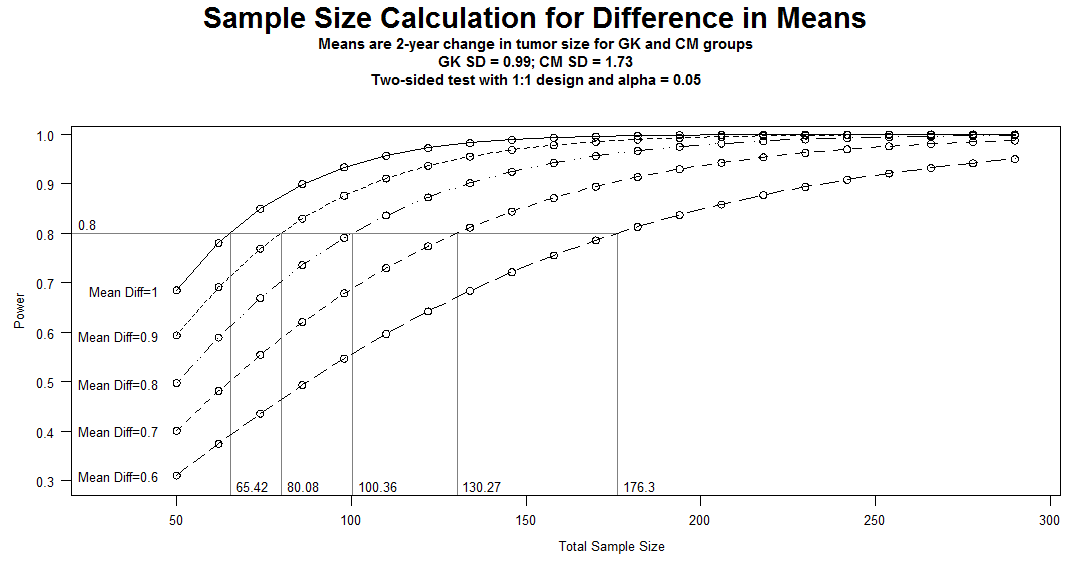 Sample Size Calculation for Difference in Means
Means are 2-year change in tumor size for GK and CM groups
GK SD = 0.99; CM SD = 1.73
Two-sided test with 1:1 design and alpha = 0.05
1.0
0.9
0.8
0.8
0.7
Mean Diff=1
Power
0.6
Mean Diff=0.9
0.5
Mean Diff=0.8
0.4
Mean Diff=0.7
0.3
Mean Diff=0.6
65.42 80.08 100.36 130.27 176.3
50 100 150 200 250 300
Total Sample Size